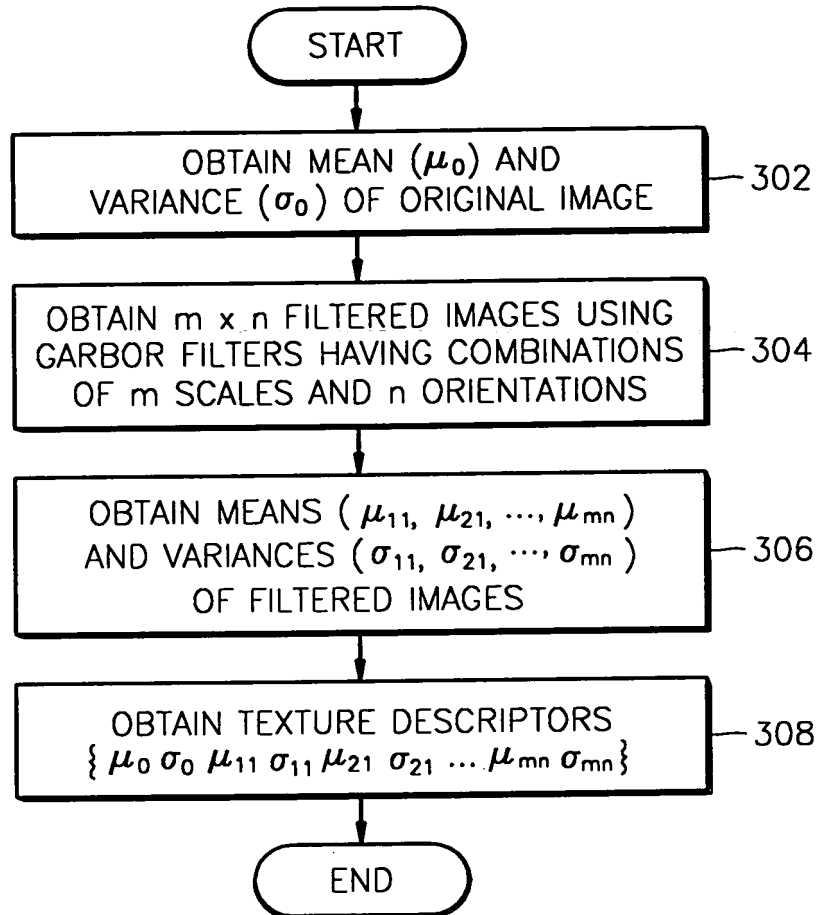 START
OBTAIN MEAN (μ₀) AND
VARIANCE (σ₀) OF ORIGINAL IMAGE
302
OBTAIN m x n FILTERED IMAGES USING
GARBOR FILTERS HAVING COMBINATIONS
OF m SCALES AND n ORIENTATIONS
304
OBTAIN MEANS (μ₁₁, μ₂₁, ..., μₘₙ)
AND VARIANCES (σ₁₁, σ₂₁, ..., σₘₙ)
OF FILTERED IMAGES
306
OBTAIN TEXTURE DESCRIPTORS
{μ₀ σ₀ μ₁₁ σ₁₁ μ₂₁ σ₂₁ ... μₘₙ σₘₙ}
308
END